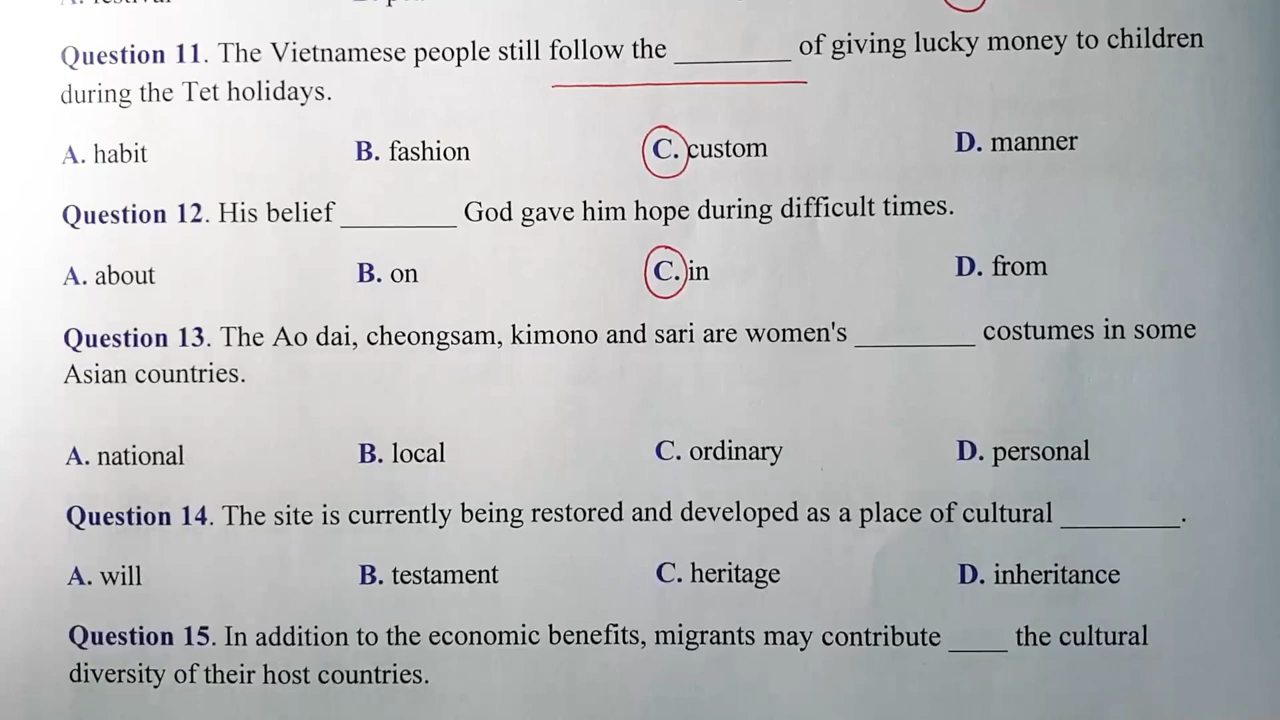 Question 11. The Vietnamese people still follow the ________ of giving lucky money to children
during the Tet holidays.
A. habit B. fashion C. custom D. manner
Question 12. His belief ________ God gave him hope during difficult times.
A. about B. on C. in D. from
Question 13. The Ao dai, cheongsam, kimono and sari are women's ________ costumes in some
Asian countries.
A. national B. local C. ordinary D. personal
Question 14. The site is currently being restored and developed as a place of cultural ________.
A. will B. testament C. heritage D. inheritance
Question 15. In addition to the economic benefits, migrants may contribute ____ the cultural
diversity of their host countries.